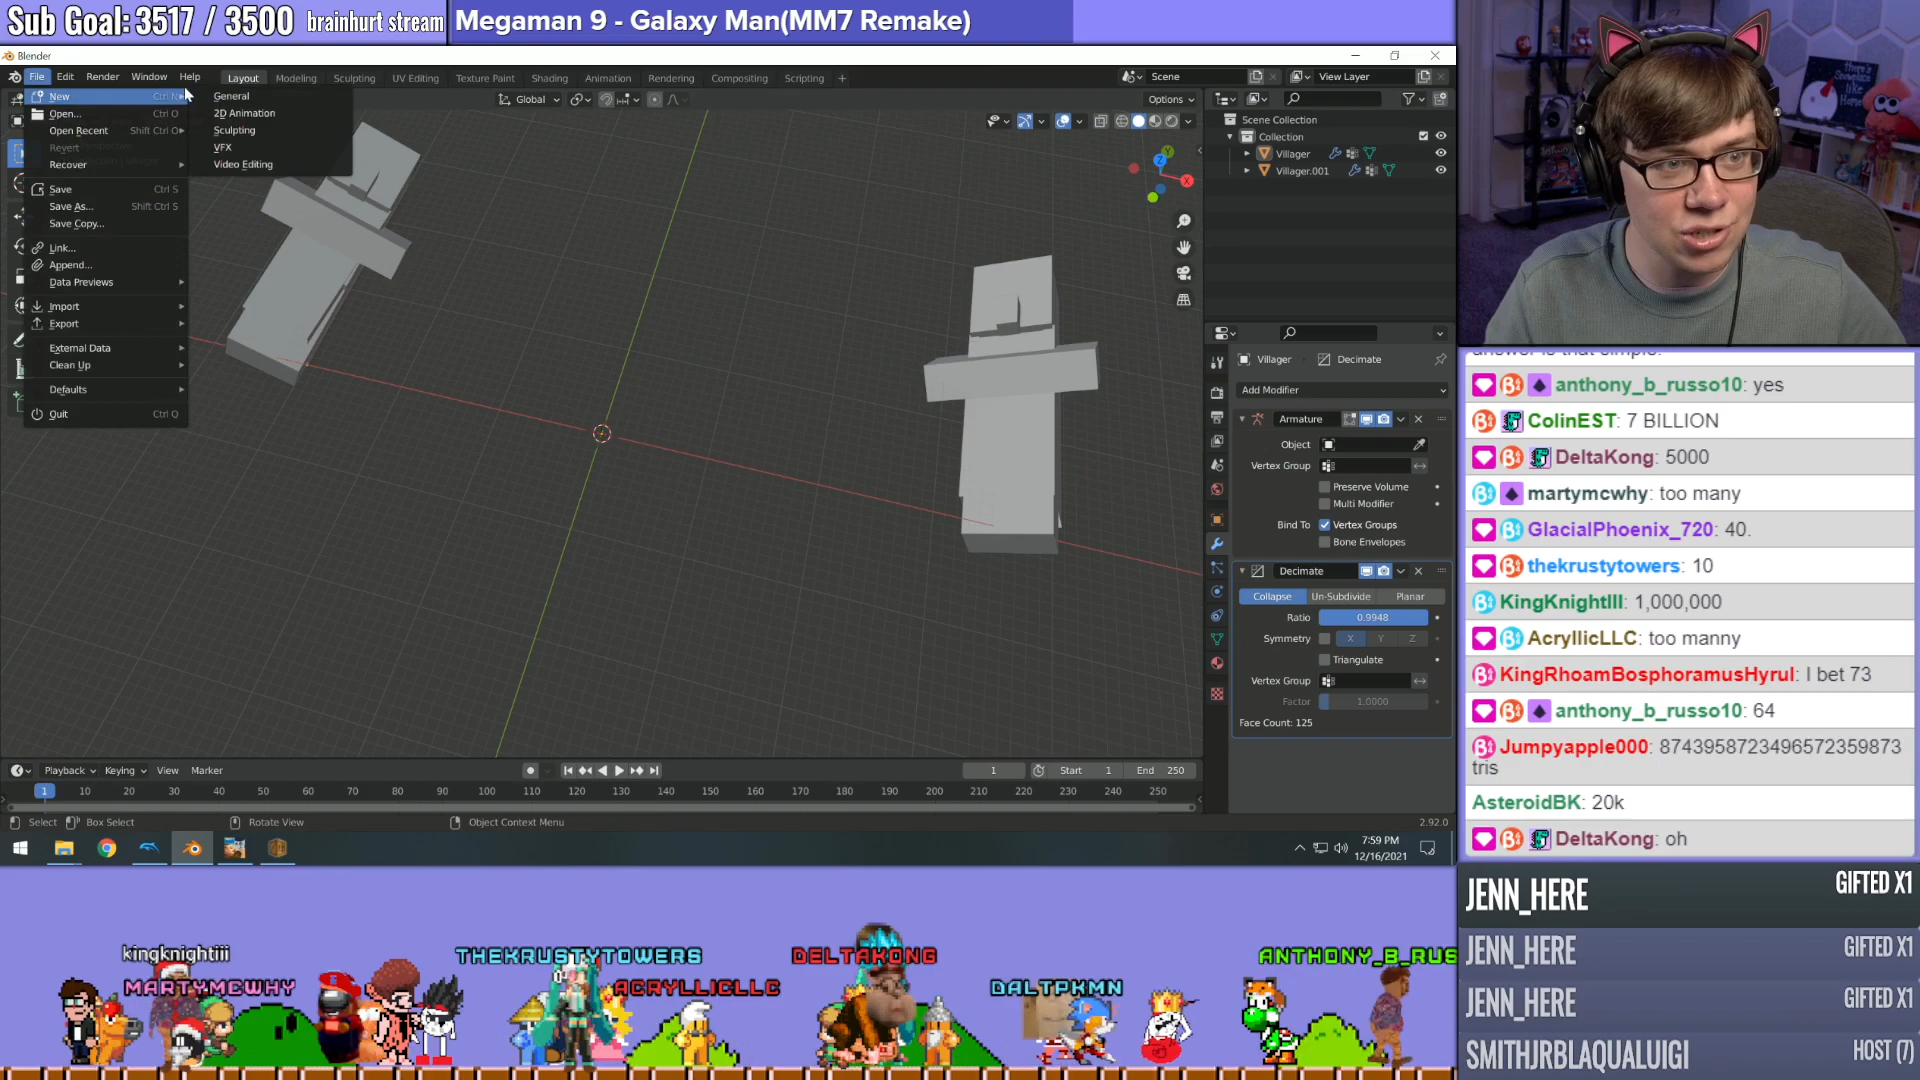 Sub Goal: 3517 / 3500 brainhurt stream
Megaman 9 - Galaxy Man(MM7 Remake)
Blender
File Edit Render Window Help
Layout Modeling Sculpting UV Editing Texture Paint Shading Animation Rendering Compositing Scripting +
Scene
View Layer
New Ctrl N
Open... Ctrl O
Open Recent Shift Ctrl O
Revert
Recover
Save Ctrl S
Save As... Shift Ctrl S
Save Copy...
Link...
Append...
Data Previews
Import
Export
External Data
Clean Up
Defaults
Quit Ctrl Q
General
2D Animation
Sculpting
VFX
Video Editing
Global
Options
Z
Y
X
Scene Collection
Collection
Villager
Villager.001
Villager Decimate
Add Modifier
Armature
Object
Vertex Group
Preserve Volume
Multi Modifier
Bind To Vertex Groups
Bone Envelopes
Decimate
Collapse Un-Subdivide Planar
Ratio 0.9948
Symmetry X Y Z
Triangulate
Vertex Group
Factor 1.0000
Face Count: 125
Playback Keying View Marker
1 Start 1 End 250
1 10 20 30 40 50 60 70 80 90 100 110 120 130 140 150 160 170 180 190 200 210 220 230 240 250
Select Box Select Rotate View Object Context Menu 2.92.0
7:59 PM
12/16/2021
there's
snowplace
like
Home
answer is that simple.
anthony_b_russo10: yes
ColinEST: 7 BILLION
DeltaKong: 5000
martymcwhy: too many
GlacialPhoenix_720: 40.
thekrustytowers: 10
KingKnightIII: 1,000,000
AcryllicLLC: too manny
KingRhoamBosphoramusHyrul: I bet 73
anthony_b_russo10: 64
Jumpyapple000: 8743958723496572359873
tris
AsteroidBK: 20k
DeltaKong: oh
JENN_HERE GIFTED X1
JENN_HERE GIFTED X1
JENN_HERE GIFTED X1
SMITHJRBLAQUALUIGI HOST (7)
kingknightiii
MARTYMCWHY
THEKRUSTYTOWERS
ACRYLLICLLC
DELTAKONG
DALTPKMN
ANTHONY_B_RUS